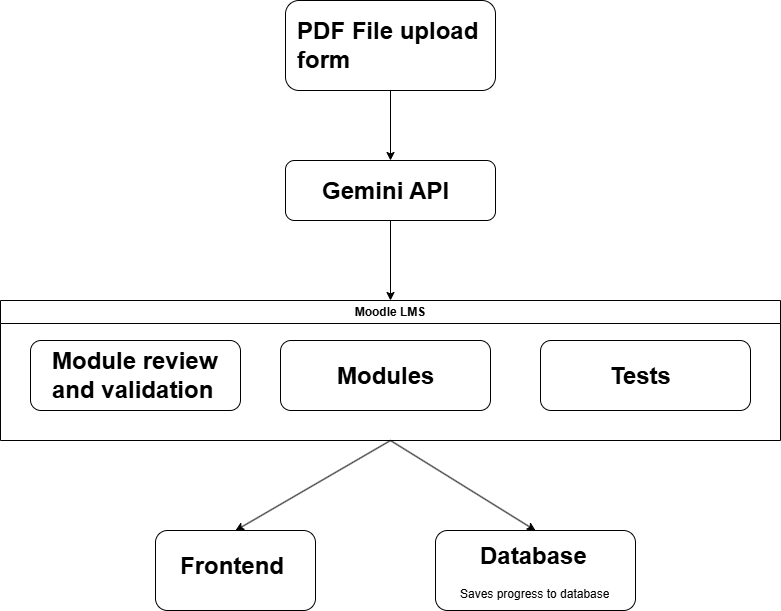 PDF File upload
form
Gemini API
Moodle LMS
Module review
and validation
Modules
Tests
Frontend
Database
Saves progress to database